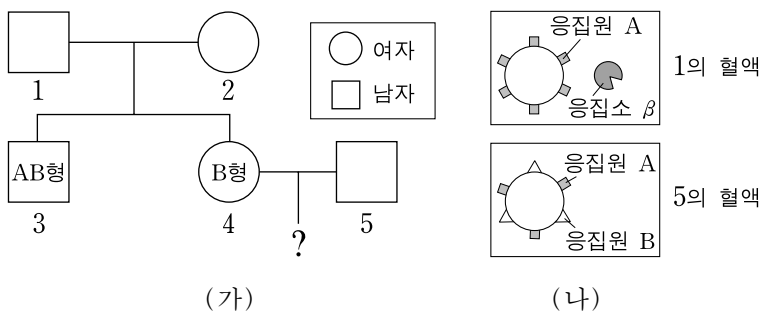 1
2
여자
남자
AB형
3
B형
4
5
?
(가)
응집원 A
응집소 β
1의 혈액
응집원 A
응집원 B
5의 혈액
(나)